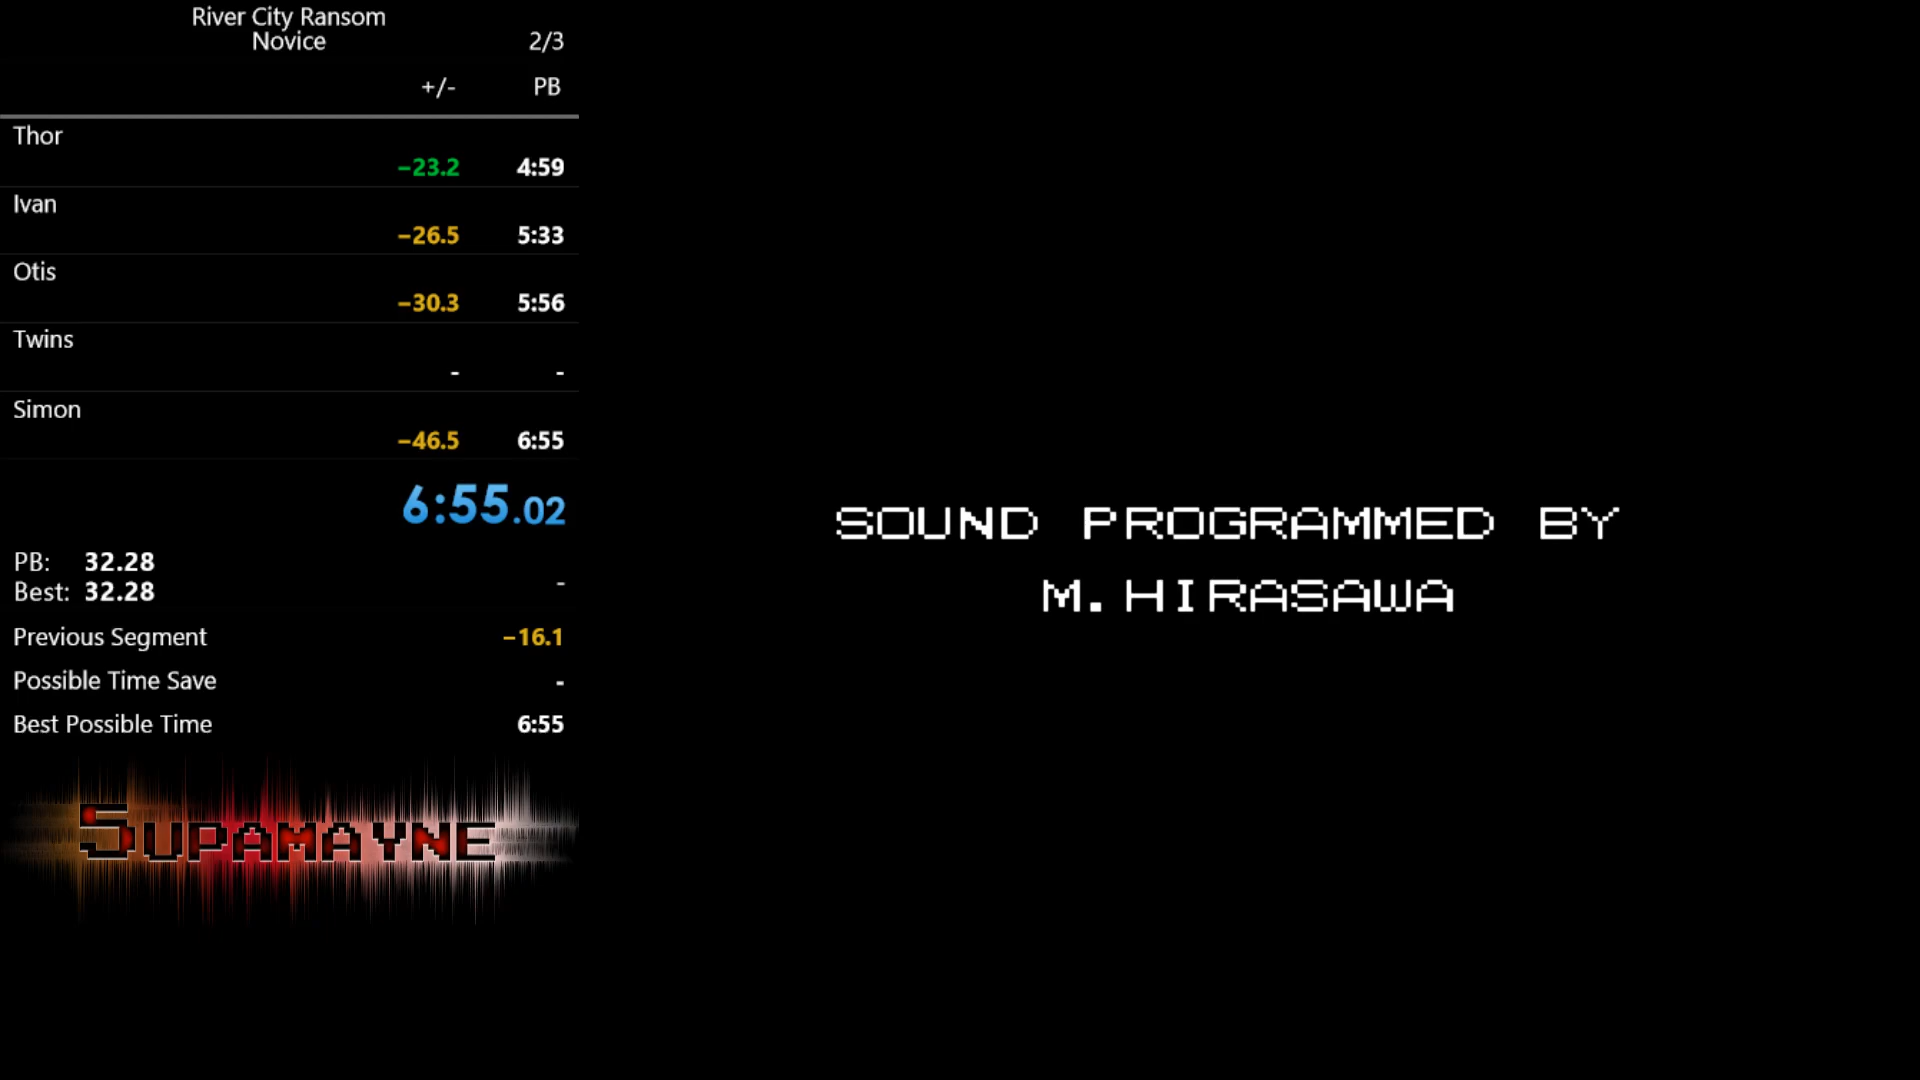 River City Ransom
Novice 2/3
+/- PB
Thor
−23.2 4:59
Ivan
−26.5 5:33
Otis
−30.3 5:56
Twins
- -
Simon
−46.5 6:55
6:55.02
PB: 32.28
Best: 32.28 -
Previous Segment −16.1
Possible Time Save -
Best Possible Time 6:55
SUPAMAYNE
SOUND PROGRAMMED BY
M.HIRASAWA